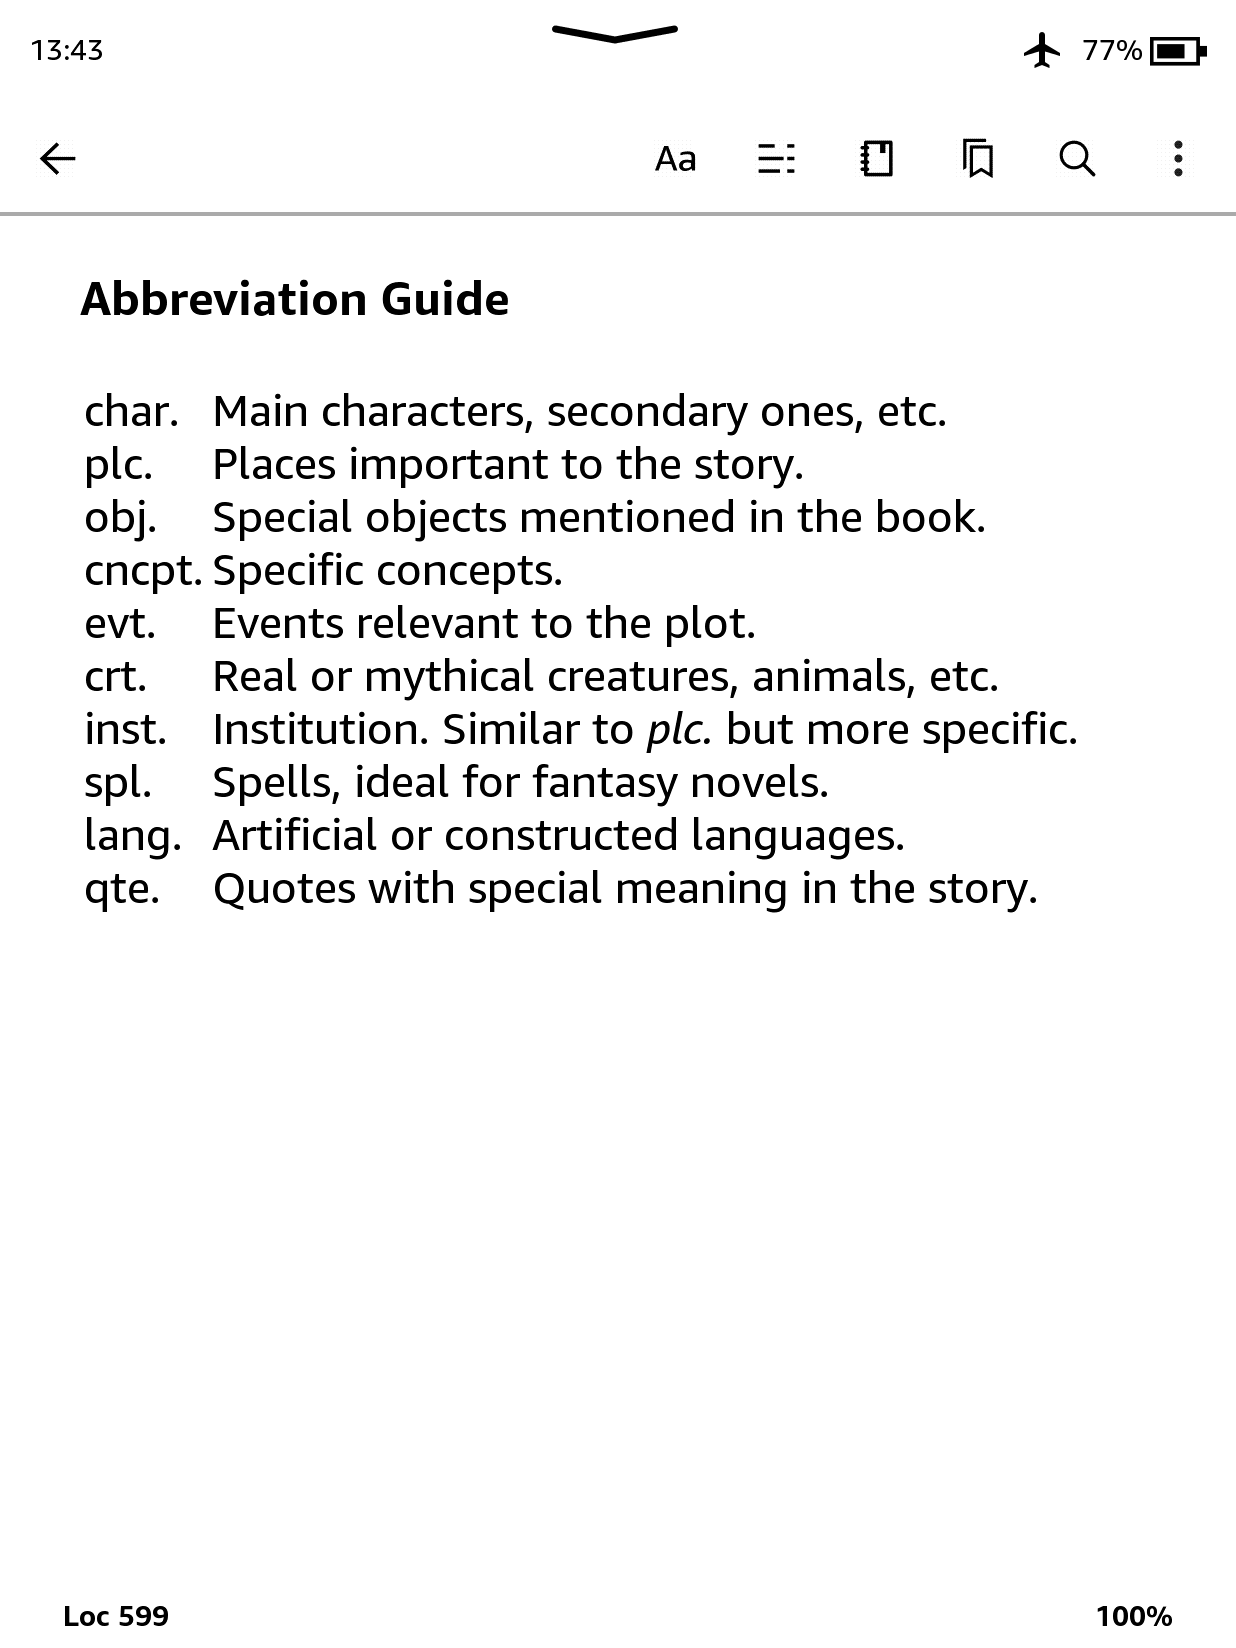 13:43
77%
Aa
Abbreviation Guide
char. Main characters, secondary ones, etc.
plc. Places important to the story.
obj. Special objects mentioned in the book.
cncpt. Specific concepts.
evt. Events relevant to the plot.
crt. Real or mythical creatures, animals, etc.
inst. Institution. Similar to plc. but more specific.
spl. Spells, ideal for fantasy novels.
lang. Artificial or constructed languages.
qte. Quotes with special meaning in the story.
Loc 599
100%